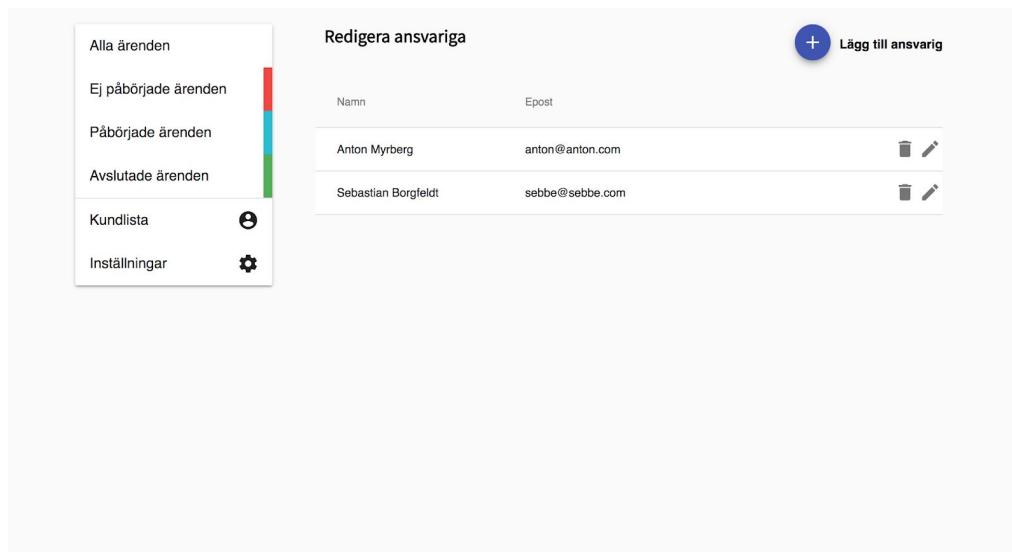 Alla ärenden
Ej påbörjade ärenden
Påbörjade ärenden
Avslutade ärenden
Kundlista
Inställningar
Redigera ansvariga
Lägg till ansvarig
Namn Epost
Anton Myrberg anton@anton.com
Sebastian Borgfeldt sebbe@sebbe.com